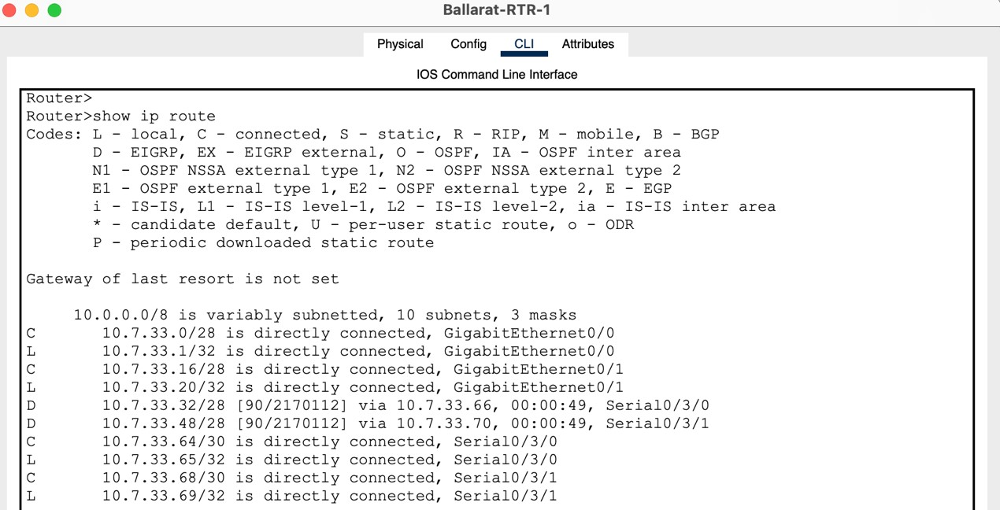 Ballarat-RTR-1
Physical Config CLI Attributes
IOS Command Line Interface
Router>
Router>show ip route
Codes: L - local, C - connected, S - static, R - RIP, M - mobile, B - BGP
D - EIGRP, EX - EIGRP external, O - OSPF, IA - OSPF inter area
N1 - OSPF NSSA external type 1, N2 - OSPF NSSA external type 2
E1 - OSPF external type 1, E2 - OSPF external type 2, E - EGP
i - IS-IS, L1 - IS-IS level-1, L2 - IS-IS level-2, ia - IS-IS inter area
* - candidate default, U - per-user static route, o - ODR
P - periodic downloaded static route
Gateway of last resort is not set
10.0.0.0/8 is variably subnetted, 10 subnets, 3 masks
C 10.7.33.0/28 is directly connected, GigabitEthernet0/0
L 10.7.33.1/32 is directly connected, GigabitEthernet0/0
C 10.7.33.16/28 is directly connected, GigabitEthernet0/1
L 10.7.33.20/32 is directly connected, GigabitEthernet0/1
D 10.7.33.32/28 [90/2170112] via 10.7.33.66, 00:00:49, Serial0/3/0
D 10.7.33.48/28 [90/2170112] via 10.7.33.70, 00:00:49, Serial0/3/1
C 10.7.33.64/30 is directly connected, Serial0/3/0
L 10.7.33.65/32 is directly connected, Serial0/3/0
C 10.7.33.68/30 is directly connected, Serial0/3/1
L 10.7.33.69/32 is directly connected, Serial0/3/1